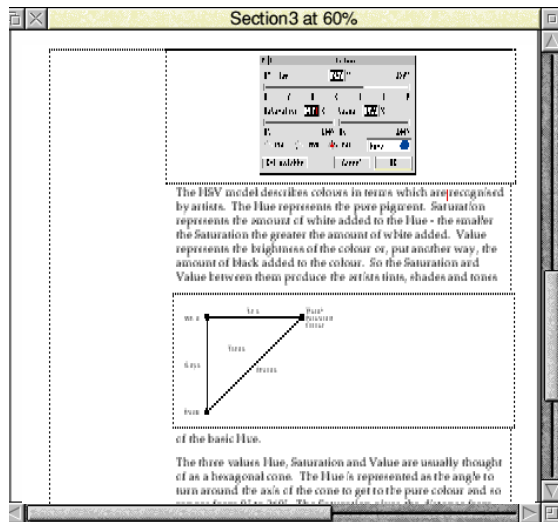 Section3 at 60%
The HSV model describes colours in terms which are recognised
by artists. The Hue represents the pure pigment. Saturation
represents the amount of white added to the Hue - the smaller
the Saturation the greater the amount of white added. Value
represents the brightness of the colour or, put another way, the
amount of black added to the colour. So the Saturation and
Value between them produce the artists tints, shades and tones
of the basic Hue.
The three values Hue, Saturation and Value are usually thought
of as a hexagonal cone. The Hue is represented as the angle to
turn around the axis of the cone to get to the pure colour and so